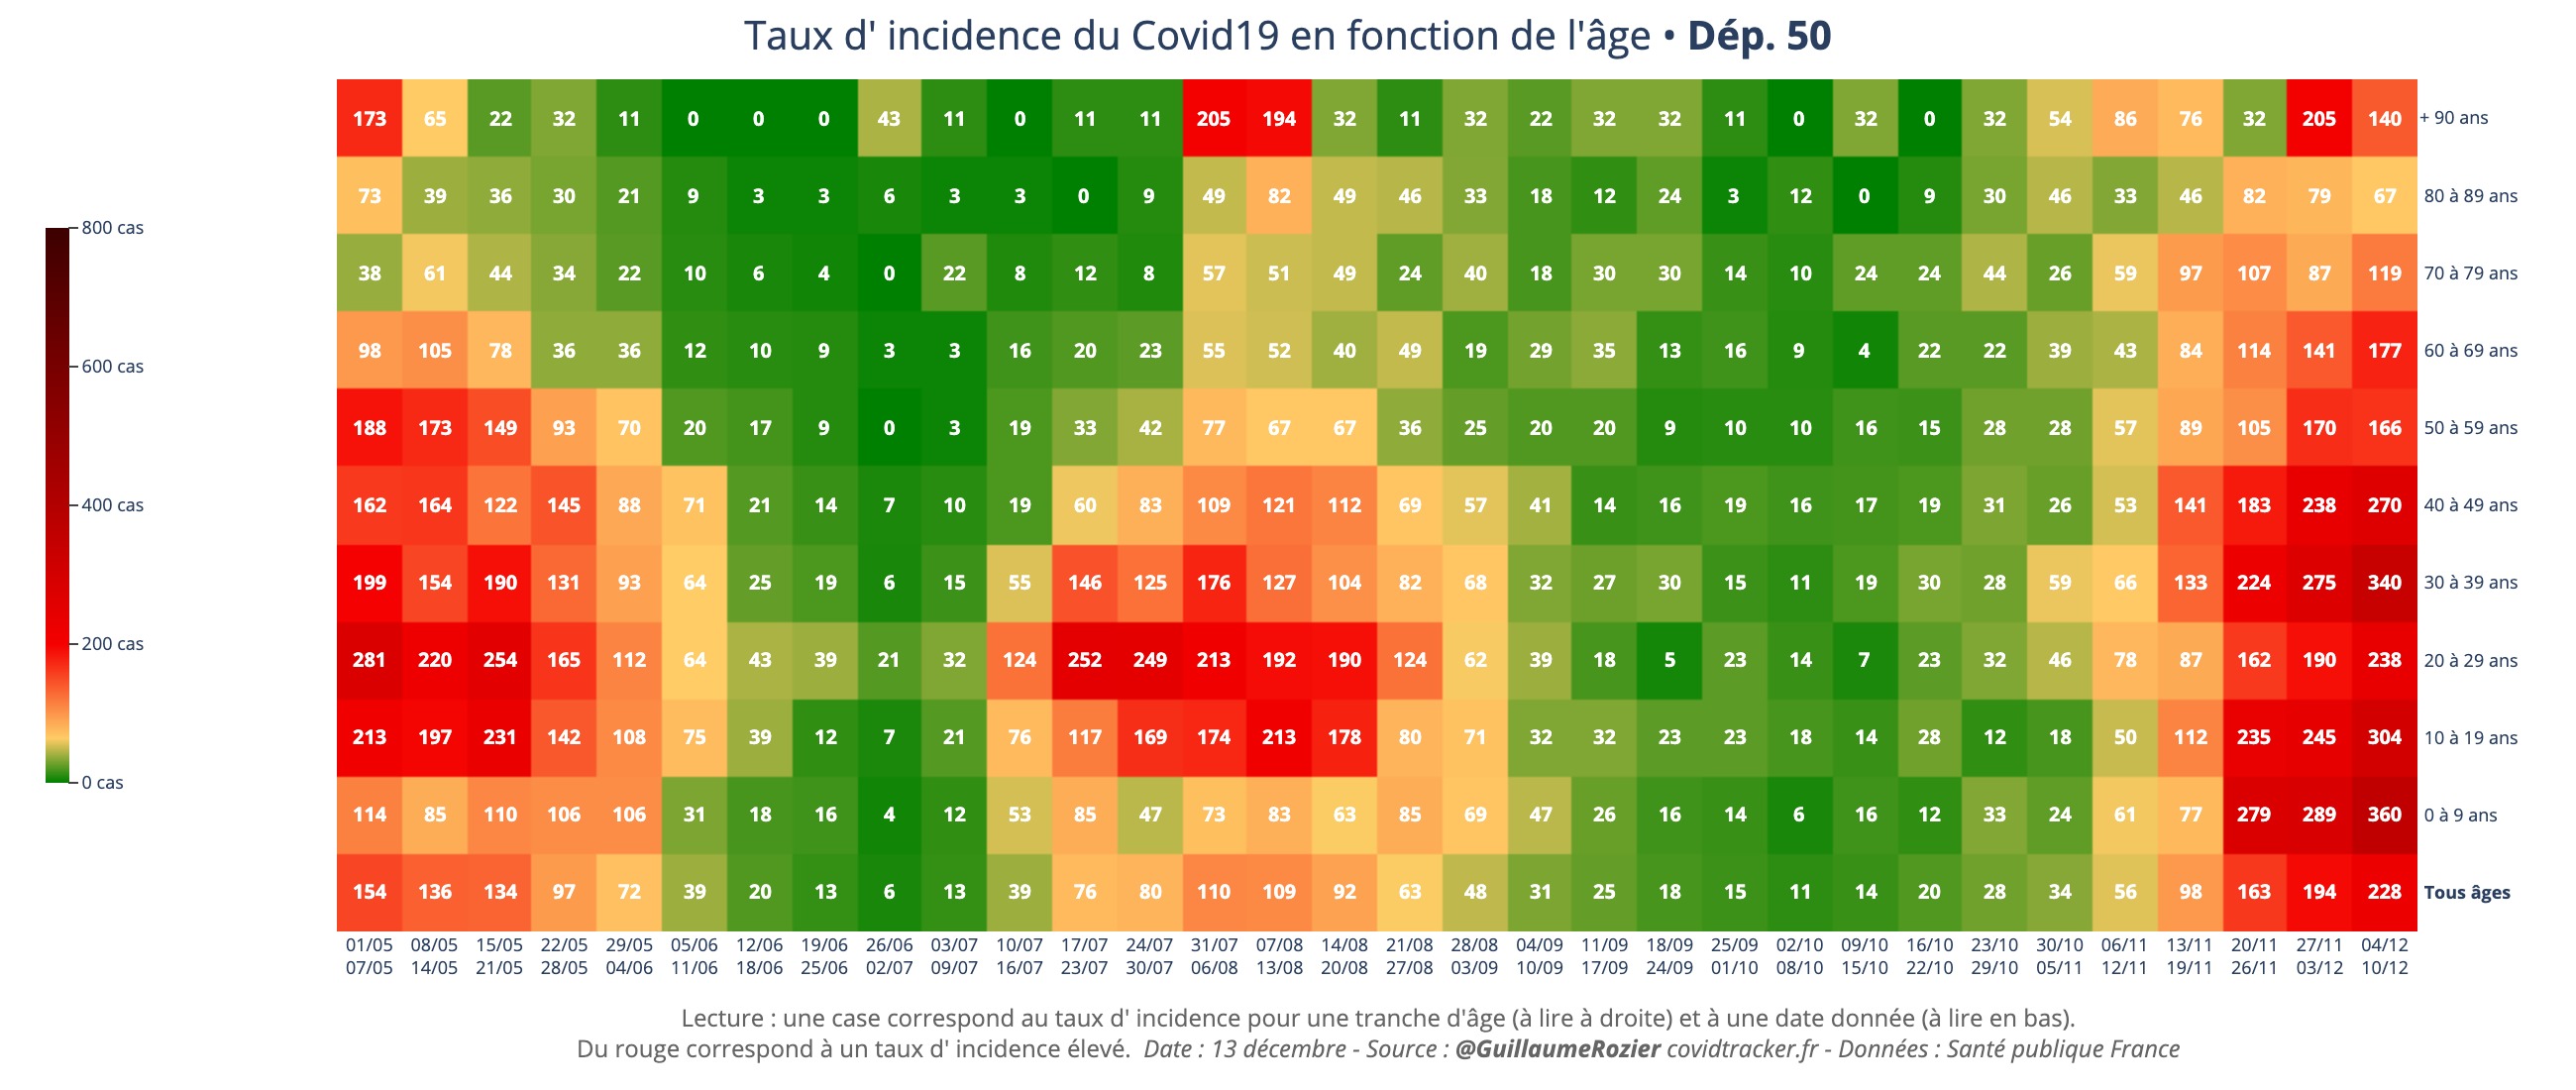 Taux d' incidence du Covid19 en fonction de l'âge • Dép. 50
800 cas
600 cas
400 cas
200 cas
0 cas
173 65 22 32 11 0 0 0 43 11 0 11 11 205 194 32 11 32 22 32 32 11 0 32 0 32 54 86 76 32 205 140 + 90 ans
73 39 36 30 21 9 3 3 6 3 3 0 9 49 82 49 46 33 18 12 24 3 12 0 9 30 46 33 46 82 79 67 80 à 89 ans
38 61 44 34 22 10 6 4 0 22 8 12 8 57 51 49 24 40 18 30 30 14 10 24 24 44 26 59 97 107 87 119 70 à 79 ans
98 105 78 36 36 12 10 9 3 3 16 20 23 55 52 40 49 19 29 35 13 16 9 4 22 22 39 43 84 114 141 177 60 à 69 ans
188 173 149 93 70 20 17 9 0 3 19 33 42 77 67 67 36 25 20 20 9 10 10 16 15 28 28 57 89 105 170 166 50 à 59 ans
162 164 122 145 88 71 21 14 7 10 19 60 83 109 121 112 69 57 41 14 16 19 16 17 19 31 26 53 141 183 238 270 40 à 49 ans
199 154 190 131 93 64 25 19 6 15 55 146 125 176 127 104 82 68 32 27 30 15 11 19 30 28 59 66 133 224 275 340 30 à 39 ans
281 220 254 165 112 64 43 39 21 32 124 252 249 213 192 190 124 62 39 18 5 23 14 7 23 32 46 78 87 162 190 238 20 à 29 ans
213 197 231 142 108 75 39 12 7 21 76 117 169 174 213 178 80 71 32 32 23 23 18 14 28 12 18 50 112 235 245 304 10 à 19 ans
114 85 110 106 106 31 18 16 4 12 53 85 47 73 83 63 85 69 47 26 16 14 6 16 12 33 24 61 77 279 289 360 0 à 9 ans
154 136 134 97 72 39 20 13 6 13 39 76 80 110 109 92 63 48 31 25 18 15 11 14 20 28 34 56 98 163 194 228 Tous âges
01/05 08/05 15/05 22/05 29/05 05/06 12/06 19/06 26/06 03/07 10/07 17/07 24/07 31/07 07/08 14/08 21/08 28/08 04/09 11/09 18/09 25/09 02/10 09/10 16/10 23/10 30/10 06/11 13/11 20/11 27/11 04/12
07/05 14/05 21/05 28/05 04/06 11/06 18/06 25/06 02/07 09/07 16/07 23/07 30/07 06/08 13/08 20/08 27/08 03/09 10/09 17/09 24/09 01/10 08/10 15/10 22/10 29/10 05/11 12/11 19/11 26/11 03/12 10/12
Lecture : une case correspond au taux d' incidence pour une tranche d'âge (à lire à droite) et à une date donnée (à lire en bas).
Du rouge correspond à un taux d' incidence élevé. Date : 13 décembre - Source : @GuillaumeRozier covidtracker.fr - Données : Santé publique France